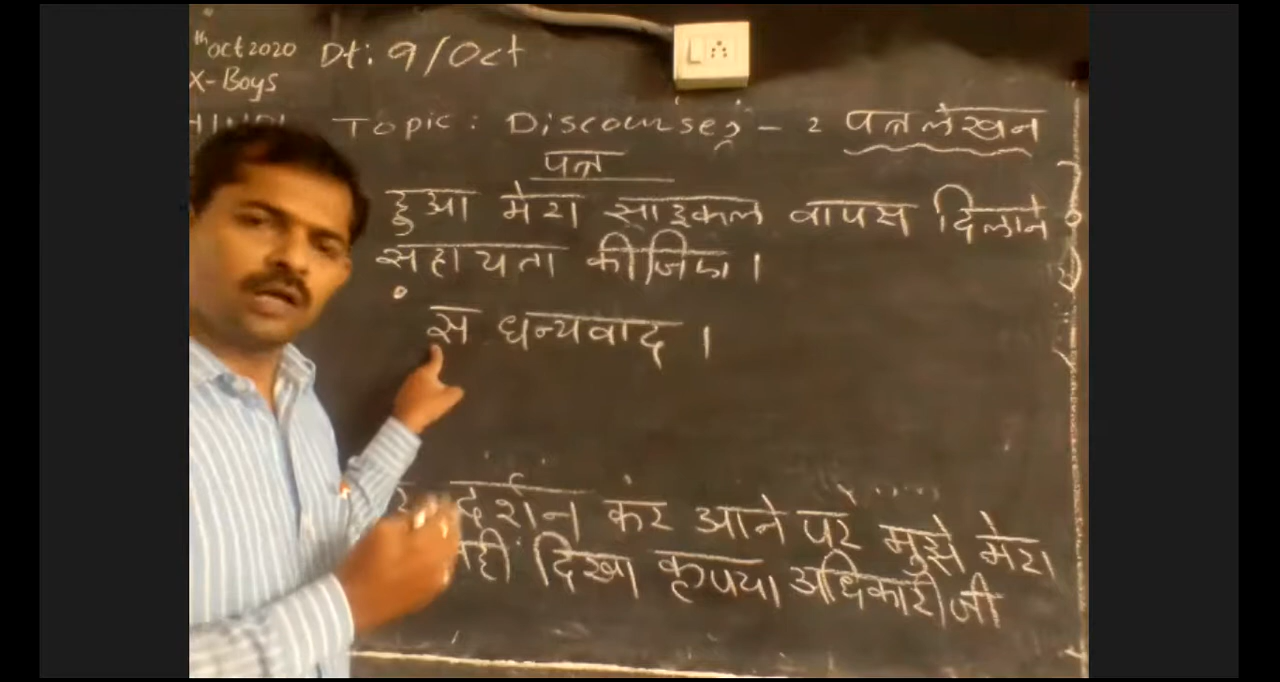 th oct 2020 Dt: 9/Oct
X-Boys
Topic: Discourses - 2 पत्रलेखन
पत्र
हुआ मेरा साइकल वापस दिलाने
सहायता कीजिए।
स धन्यवाद।
दर्शन कर आने पर मुझे मेरा
नहीं दिखा कृपया अधिकारी जी